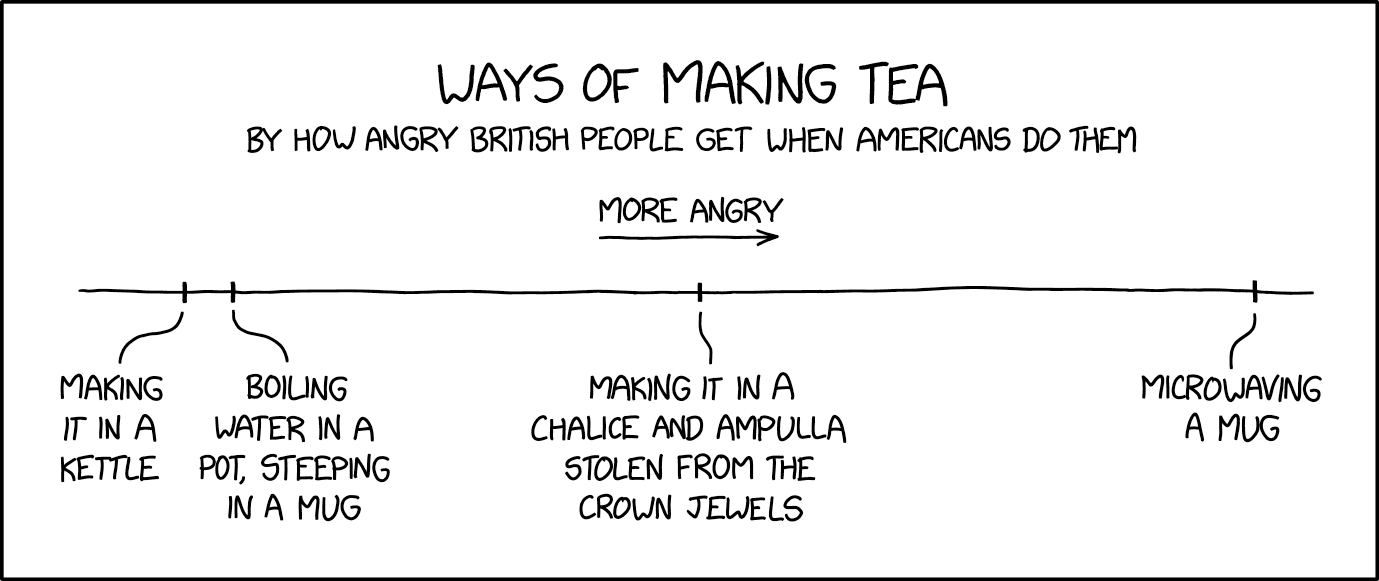 WAYS OF MAKING TEA
BY HOW ANGRY BRITISH PEOPLE GET WHEN AMERICANS DO THEM
MORE ANGRY
MAKING
IT IN A
KETTLE
BOILING
WATER IN A
POT, STEEPING
IN A MUG
MAKING IT IN A
CHALICE AND AMPULLA
STOLEN FROM THE
CROWN JEWELS
MICROWAVING
A MUG